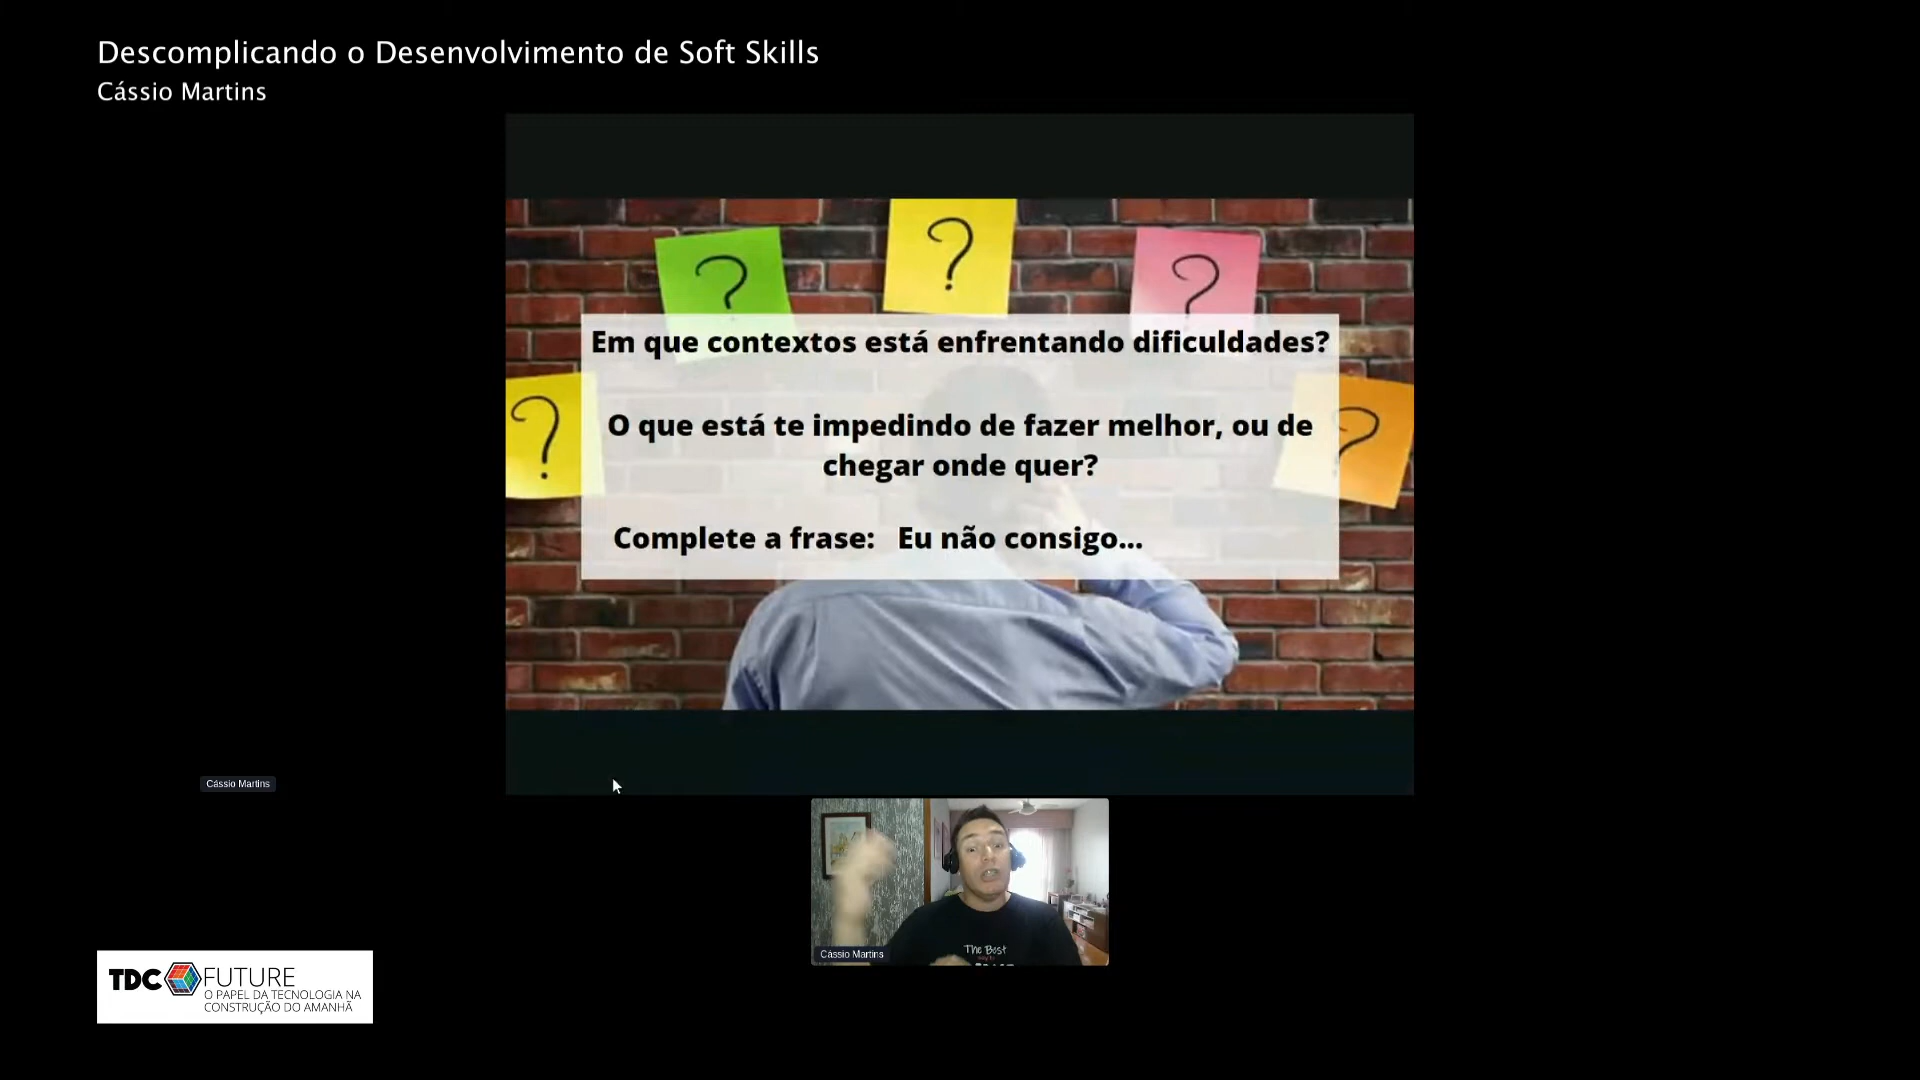 Descomplicando o Desenvolvimento de Soft Skills
Cássio Martins
?
?
?
?
?
Em que contextos está enfrentando dificuldades?
O que está te impedindo de fazer melhor, ou de
chegar onde quer?
Complete a frase: Eu não consigo...
Cássio Martins
The Best
Cássio Martins
TDC FUTURE
O PAPEL DA TECNOLOGIA NA
CONSTRUÇÃO DO AMANHÃ